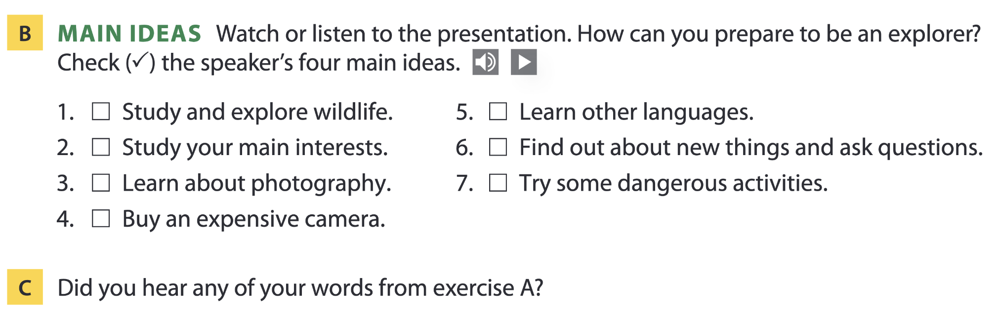 B MAIN IDEAS Watch or listen to the presentation. How can you prepare to be an explorer?
Check (✓) the speaker’s four main ideas.
1. ☐ Study and explore wildlife.
2. ☐ Study your main interests.
3. ☐ Learn about photography.
4. ☐ Buy an expensive camera.
5. ☐ Learn other languages.
6. ☐ Find out about new things and ask questions.
7. ☐ Try some dangerous activities.
C Did you hear any of your words from exercise A?